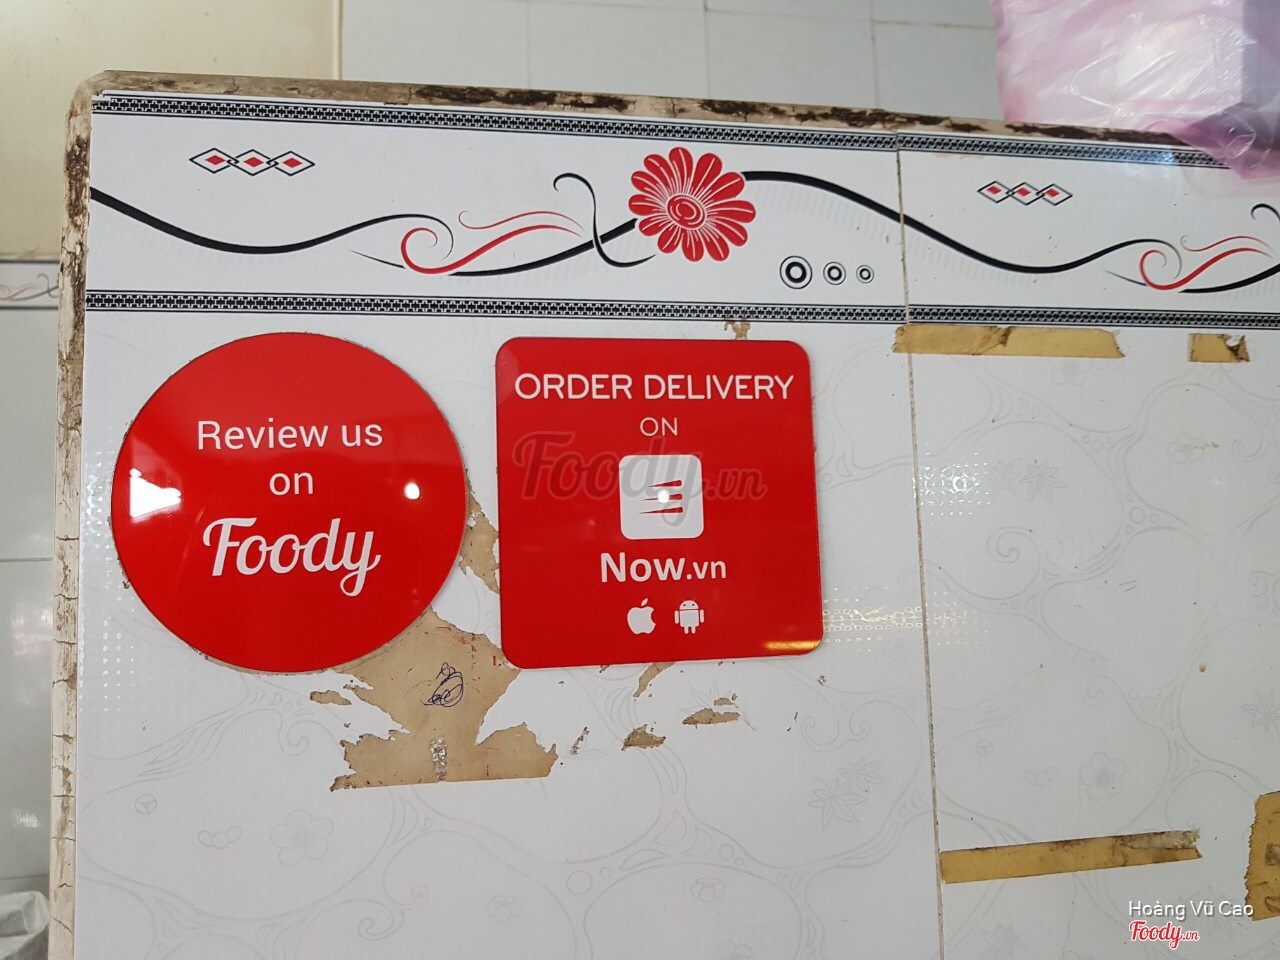 Review us
on
Foody
ORDER DELIVERY
ON
Foody.vn
Now.vn
Hoàng Vũ Cao
Foody.vn